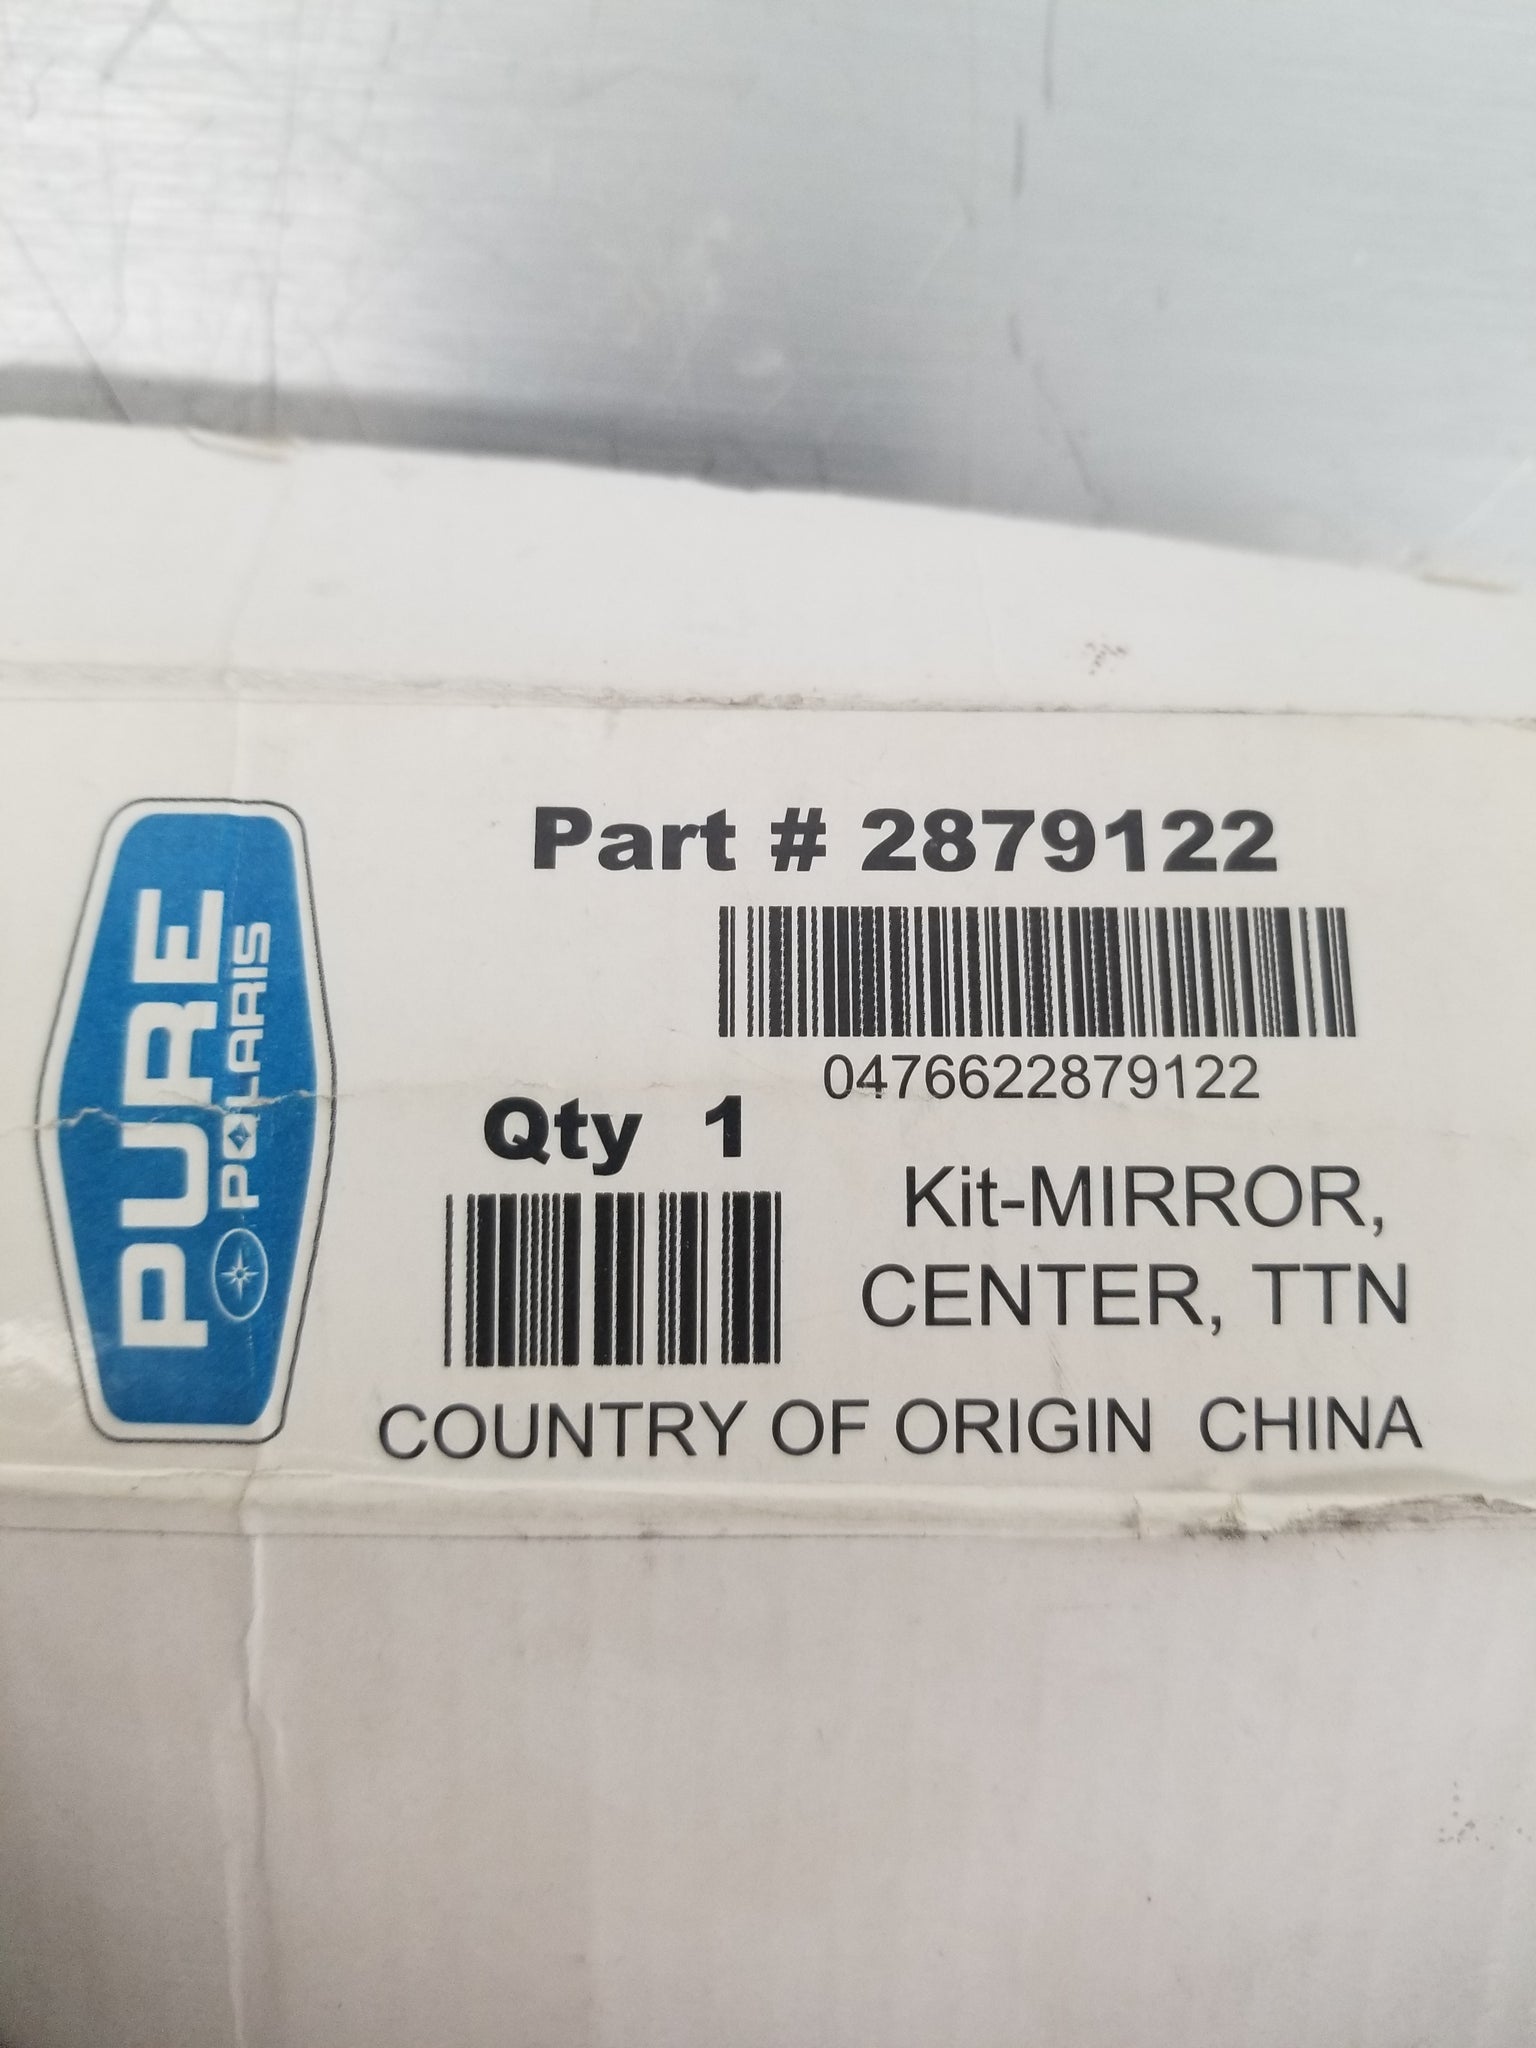 PURE
POLARIS
Part # 2879122
0476622879122
Qty 1
Kit-MIRROR,
CENTER, TTN
COUNTRY OF ORIGIN CHINA